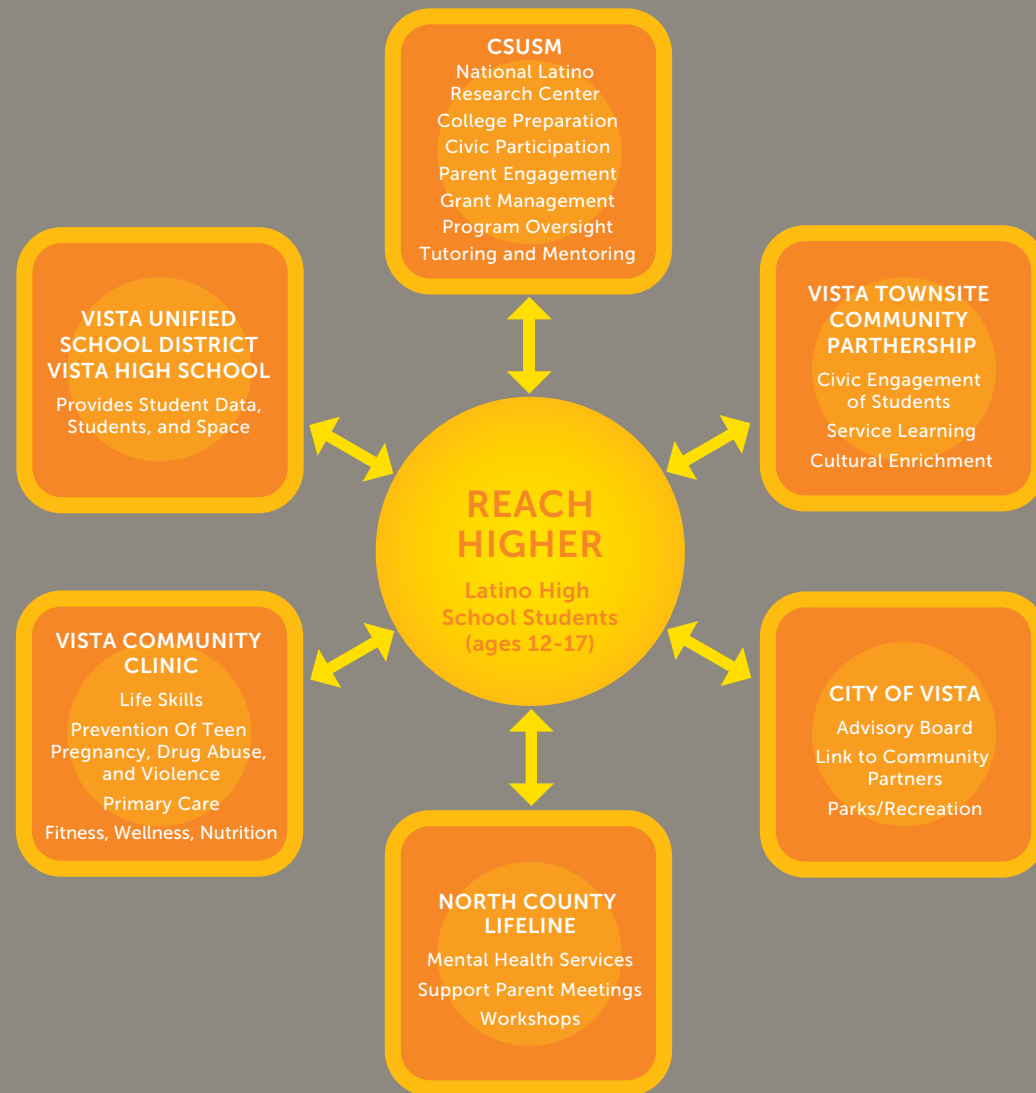 CSUSM
National Latino
Research Center
College Preparation
Civic Participation
Parent Engagement
Grant Management
Program Oversight
Tutoring and Mentoring
VISTA UNIFIED
SCHOOL DISTRICT
VISTA HIGH SCHOOL
Provides Student Data,
Students, and Space
VISTA TOWNSITE
COMMUNITY
PARTHERSHIP
Civic Engagement
of Students
Service Learning
Cultural Enrichment
REACH
HIGHER
Latino High
School Students
(ages 12-17)
VISTA COMMUNITY
CLINIC
Life Skills
Prevention Of Teen
Pregnancy, Drug Abuse,
and Violence
Primary Care
Fitness, Wellness, Nutrition
CITY OF VISTA
Advisory Board
Link to Community
Partners
Parks/Recreation
NORTH COUNTY
LIFELINE
Mental Health Services
Support Parent Meetings
Workshops